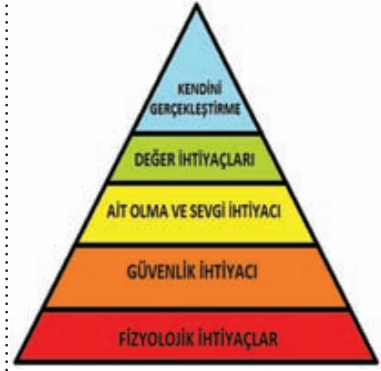 KENDİNİ
GERÇEKLEŞTİRME
DEĞER İHTİYAÇLARI
AİT OLMA VE SEVGİ İHTİYACI
GÜVENLİK İHTİYACI
FİZYOLOJİK İHTİYAÇLAR